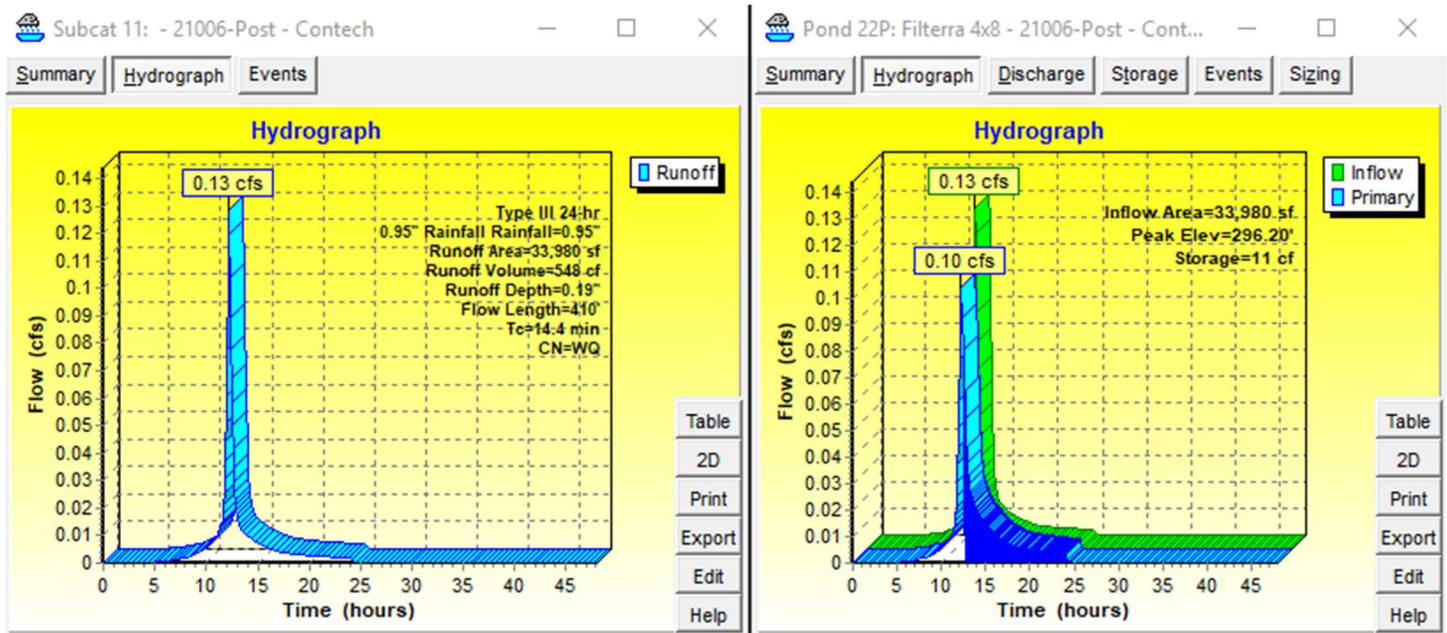 Subcat 11: - 21006-Post - Contech
Summary Hydrograph Events
Hydrograph
0.13 cfs
Runoff
Type III 24-hr
0.95" Rainfall Rainfall=0.95"
Runoff Area=33,980 sf
Runoff Volume=548 cf
Runoff Depth=0.19"
Flow Length=410'
Tc=14.4 min
CN=WQ
Flow (cfs)
0.14
0.13
0.12
0.11
0.1
0.09
0.08
0.07
0.06
0.05
0.04
0.03
0.02
0.01
0
0 5 10 15 20 25 30 35 40 45
Time (hours)
Table
2D
Print
Export
Edit
Help
Pond 22P: Filterra 4x8 - 21006-Post - Cont...
Summary Hydrograph Discharge Storage Events Sizing
Hydrograph
0.13 cfs
0.10 cfs
Inflow
Primary
Inflow Area=33,980 sf
Peak Elev=296.20'
Storage=11 cf
Flow (cfs)
0.14
0.13
0.12
0.11
0.1
0.09
0.08
0.07
0.06
0.05
0.04
0.03
0.02
0.01
0
0 5 10 15 20 25 30 35 40 45
Time (hours)
Table
2D
Print
Export
Edit
Help